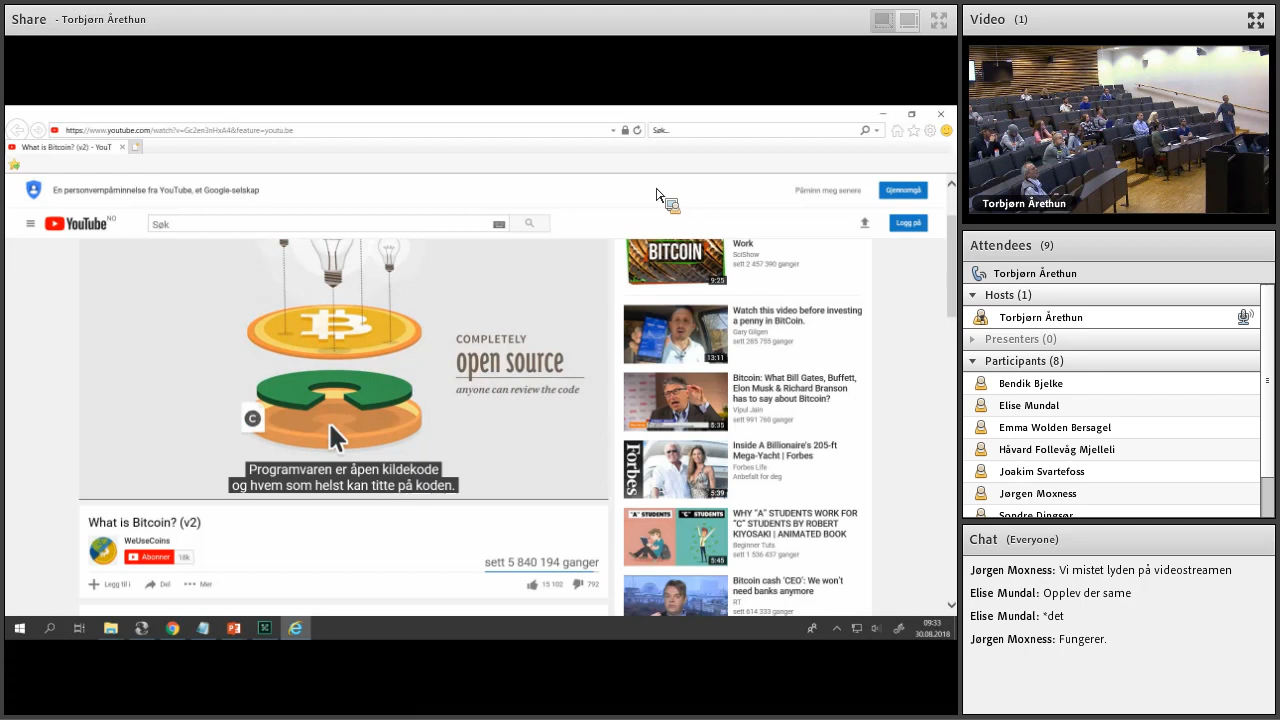 Share - Torbjørn Årethun
https://www.youtube.com/watch?v=Gc2en3nHxA4&feature=youtu.be
Søk...
What is Bitcoin? (v2) - YouT
En personvernpåminnelse fra YouTube, et Google-selskap
Påminn meg senere
Gjennomgå
YouTube NO
Søk
Logg på
COMPLETELY
open source
anyone can review the code
C
Programvaren er åpen kildekode
og hvem som helst kan titte på koden.
What is Bitcoin? (v2)
WeUseCoins
Abonner 18k
sett 5 840 194 ganger
Legg til i Del Mer
15 102 792
BITCOIN
9:25
Work
SciShow
sett 2 457 390 ganger
13:11
Watch this video before investing
a penny in BitCoin.
Gary Gilgen
sett 285 755 ganger
5:35
Bitcoin: What Bill Gates, Buffett,
Elon Musk & Richard Branson
has to say about Bitcoin?
Vipul Jain
sett 991 760 ganger
Forbes
5:39
Inside A Billionaire's 205-ft
Mega-Yacht | Forbes
Forbes Life
Anbefalt for deg
"A" STUDENTS "C" STUDENTS
5:45
WHY "A" STUDENTS WORK FOR
"C" STUDENTS BY ROBERT
KIYOSAKI | ANIMATED BOOK
Beginner Tuts
sett 1 536 437 ganger
Bitcoin cash 'CEO': We won't
need banks anymore
RT
sett 614 333 ganger
09:33
30.08.2018
Video (1)
Torbjørn Årethun
Attendees (9)
Torbjørn Årethun
Hosts (1)
Torbjørn Årethun
Presenters (0)
Participants (8)
Bendik Bjelke
Elise Mundal
Emma Wolden Bersagel
Håvard Follevåg Mjelleli
Joakim Svartefoss
Jørgen Moxness
Sondre Dingsør
Chat (Everyone)
Jørgen Moxness: Vi mistet lyden på videostreamen
Elise Mundal: Opplev der same
Elise Mundal: *det
Jørgen Moxness: Fungerer.